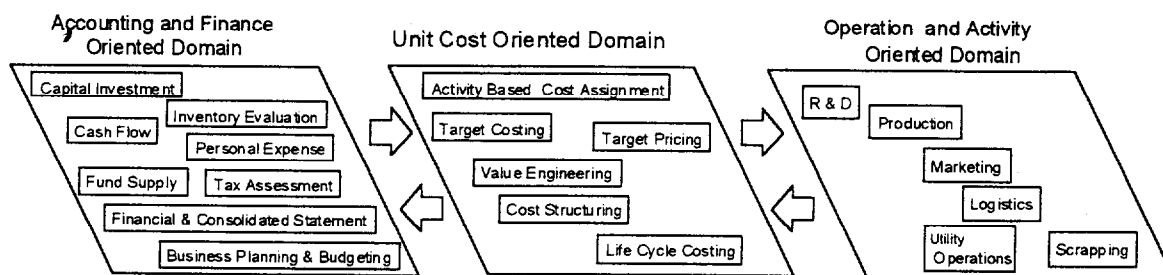 Accounting and Finance
Oriented Domain
Capital Investment
Inventory Evaluation
Cash Flow
Personal Expense
Fund Supply
Tax Assessment
Financial & Consolidated Statement
Business Planning & Budgeting
Unit Cost Oriented Domain
Activity Based Cost Assignment
Target Costing
Target Pricing
Value Engineering
Cost Structuring
Life Cycle Costing
Operation and Activity
Oriented Domain
R & D
Production
Marketing
Logistics
Utility
Operations
Scrapping